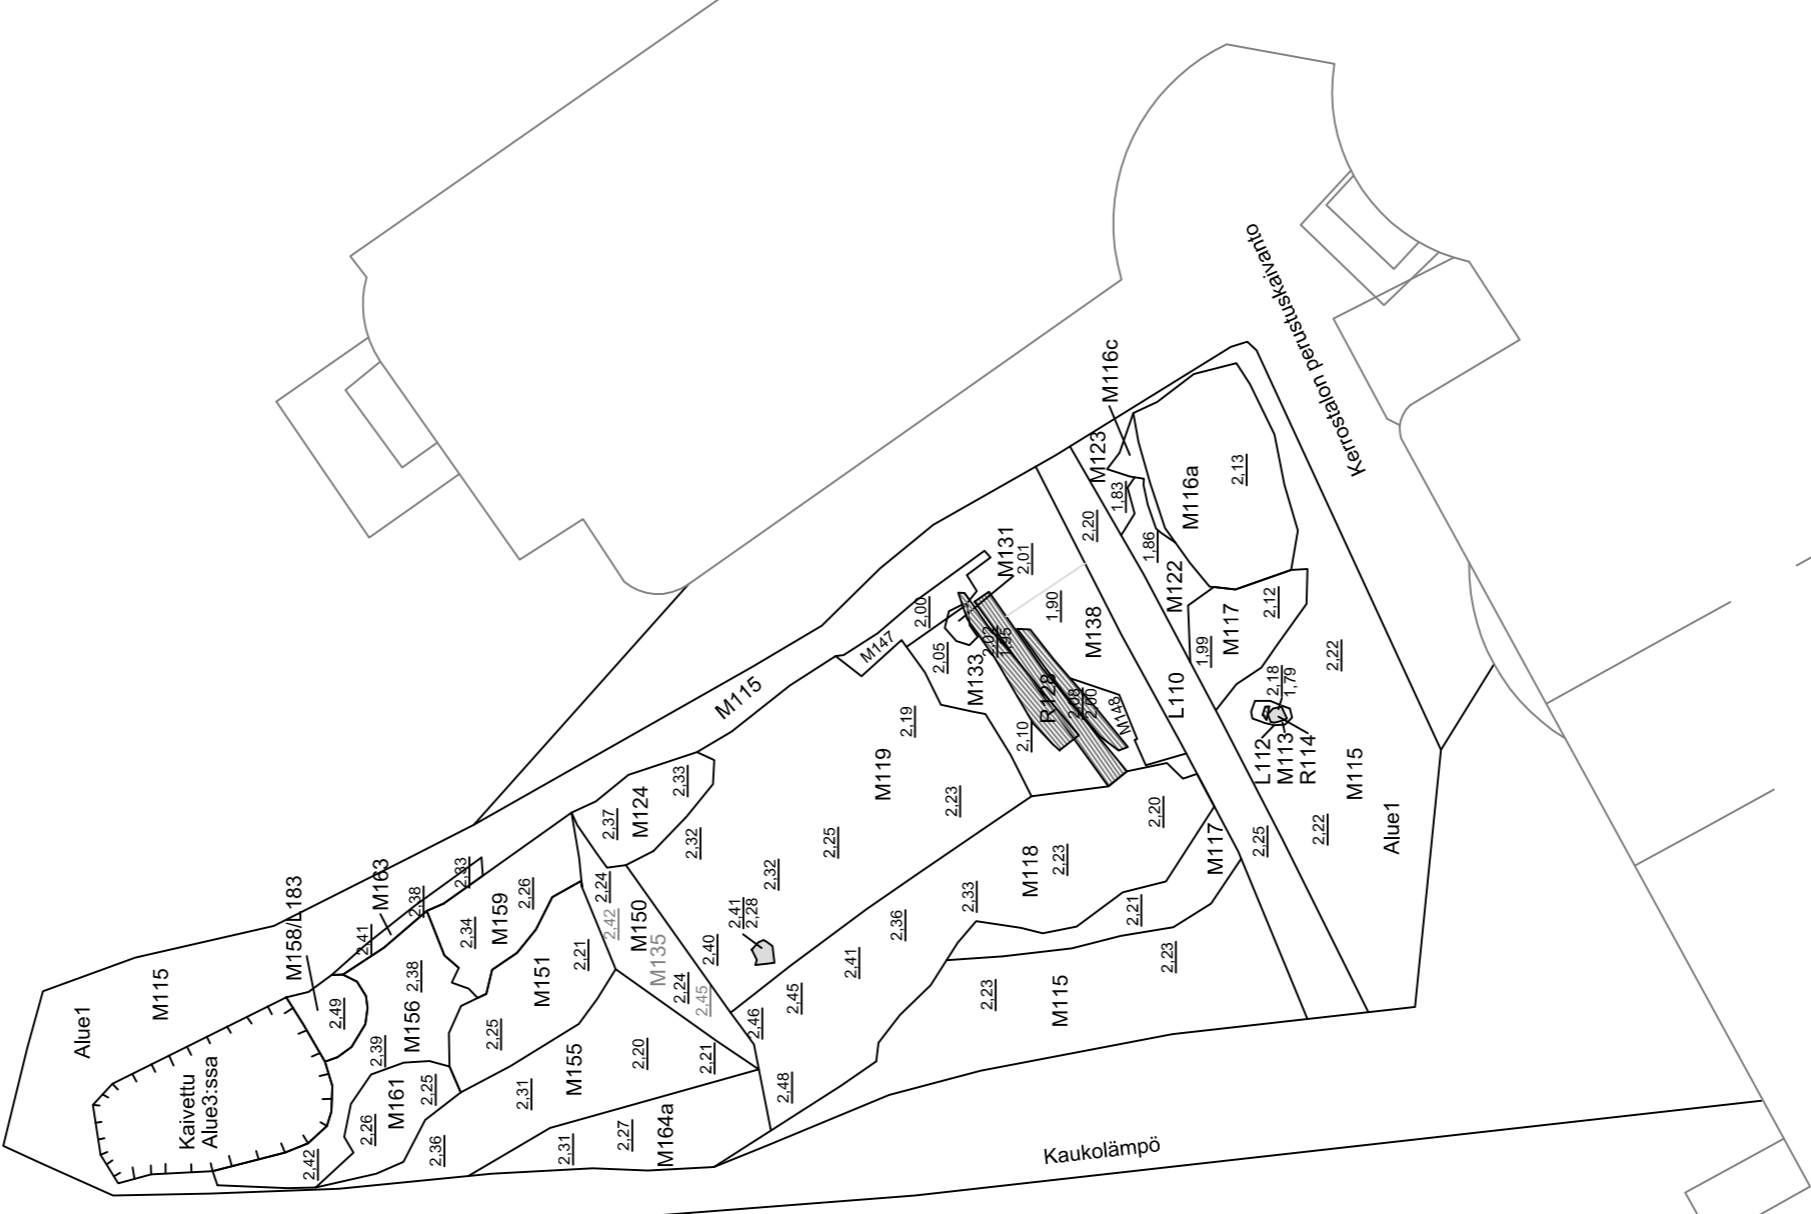 Alue1
M115
Kaivettu
Alue3:ssa
M158/L183
2,49
M163
2,41
2,38
2,33
M156
2,38
2,39
M161
2,26
2,25
2,42
2,36
M159
2,34
2,26
M151
2,21
2,25
M155
2,31
2,20
2,21
M164a
2,31
2,27
M150
2,24
2,42
M135
2,24
2,45
M124
2,37
2,33
M115
M119
2,32
2,32
2,25
2,19
2,23
2,41
2,28
2,40
2,46
2,45
2,41
2,36
2,33
2,48
M118
2,23
2,20
M147
2,00
2,05
M133
2,10
M131
2,01
2,02
1,95
R128
2,08
2,00
M148
1,90
M138
2,20
L110
2,25
M123
1,83
M116c
1,86
M122
M116a
2,13
M117
1,99
2,12
2,22
2,18
1,79
L112
M113
R114
M115
2,22
Alue1
M117
2,21
2,23
M115
2,23
Kerrostalon perustuskaivanto
Kaukolämpö